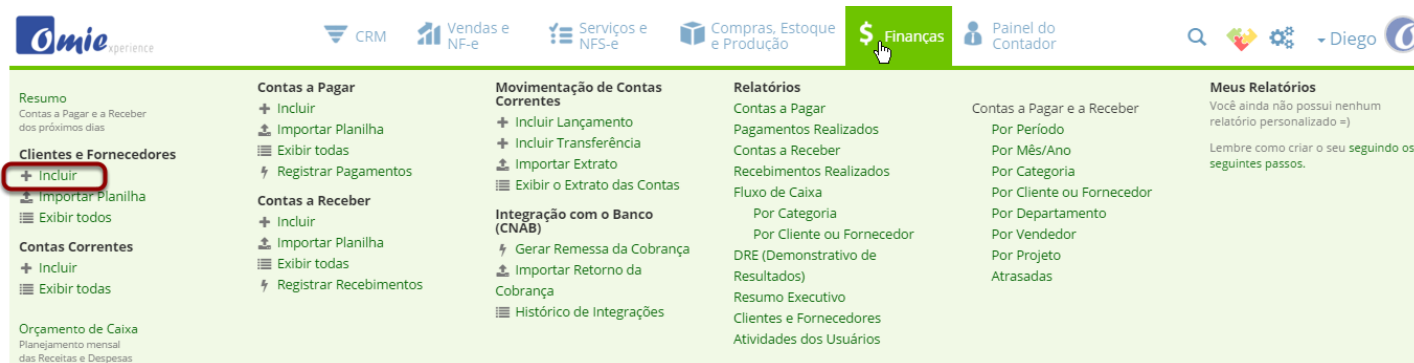 Omie.xperience
CRM
Vendas e
NF-e
Serviços e
NFS-e
Compras, Estoque
e Produção
$ Finanças
Painel do
Contador
Diego
Resumo
Contas a Pagar e a Receber
dos próximos dias
Clientes e Fornecedores
+ Incluir
Importar Planilha
Exibir todos
Contas Correntes
+ Incluir
Exibir todas
Orçamento de Caixa
Planejamento mensal
das Receitas e Despesas
Contas a Pagar
+ Incluir
Importar Planilha
Exibir todas
Registrar Pagamentos
Contas a Receber
+ Incluir
Importar Planilha
Exibir todas
Registrar Recebimentos
Movimentação de Contas
Correntes
+ Incluir Lançamento
+ Incluir Transferência
Importar Extrato
Exibir o Extrato das Contas
Integração com o Banco
(CNAB)
Gerar Remessa da Cobrança
Importar Retorno da
Cobrança
Histórico de Integrações
Relatórios
Contas a Pagar
Pagamentos Realizados
Contas a Receber
Recebimentos Realizados
Fluxo de Caixa
Por Categoria
Por Cliente ou Fornecedor
DRE (Demonstrativo de
Resultados)
Resumo Executivo
Clientes e Fornecedores
Atividades dos Usuários
Contas a Pagar e a Receber
Por Período
Por Mês/Ano
Por Categoria
Por Cliente ou Fornecedor
Por Departamento
Por Vendedor
Por Projeto
Atrasadas
Meus Relatórios
Você ainda não possui nenhum
relatório personalizado =)
Lembre como criar o seu seguindo os
seguintes passos.